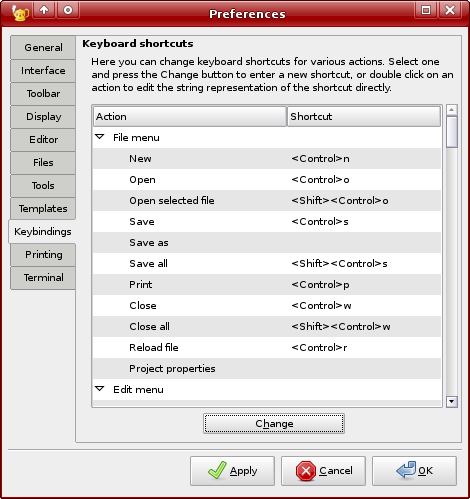 Preferences
General
Interface
Toolbar
Display
Editor
Files
Tools
Templates
Keybindings
Printing
Terminal
Keyboard shortcuts
Here you can change keyboard shortcuts for various actions. Select one
and press the Change button to enter a new shortcut, or double click on an
action to edit the string representation of the shortcut directly.
Action Shortcut
File menu
New <Control>n
Open <Control>o
Open selected file <Shift><Control>o
Save <Control>s
Save as
Save all <Shift><Control>s
Print <Control>p
Close <Control>w
Close all <Shift><Control>w
Reload file <Control>r
Project properties
Edit menu
Change
Apply Cancel OK